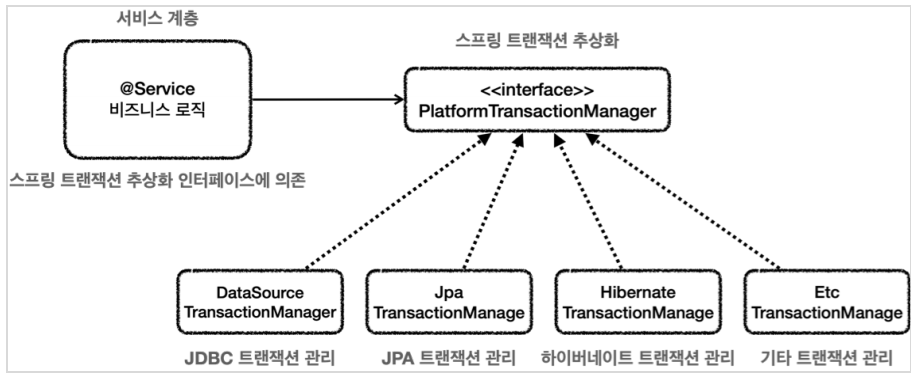 서비스 계층
스프링 트랜잭션 추상화
@Service
비즈니스 로직
<<interface>>
PlatformTransactionManager
스프링 트랜잭션 추상화 인터페이스에 의존
DataSource
TransactionManager
Jpa
TransactionManage
Hibernate
TransactionManage
Etc
TransactionManage
JDBC 트랜잭션 관리
JPA 트랜잭션 관리
하이버네이트 트랜잭션 관리
기타 트랜잭션 관리